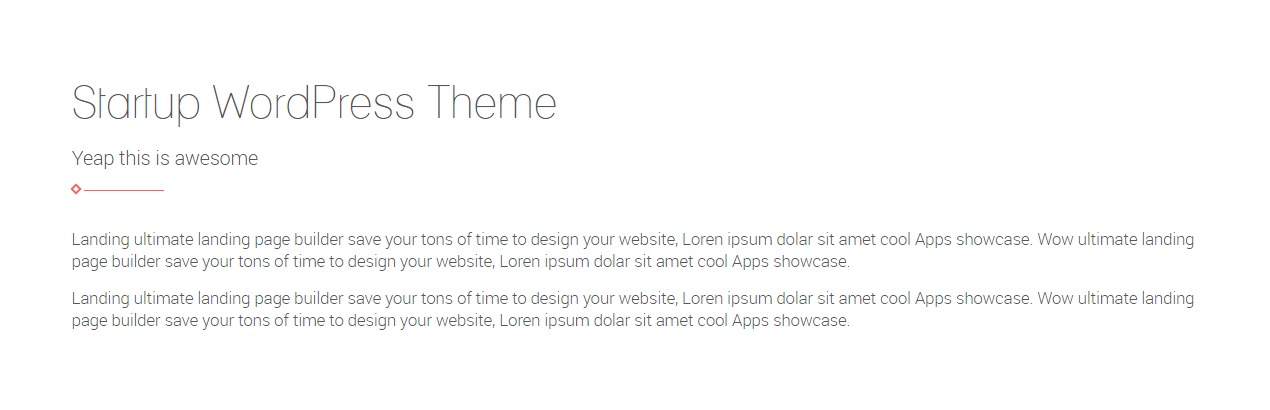 Startup WordPress Theme
Yeap this is awesome
Landing ultimate landing page builder save your tons of time to design your website, Loren ipsum dolar sit amet cool Apps showcase. Wow ultimate landing
page builder save your tons of time to design your website, Loren ipsum dolar sit amet cool Apps showcase.
Landing ultimate landing page builder save your tons of time to design your website, Loren ipsum dolar sit amet cool Apps showcase. Wow ultimate landing
page builder save your tons of time to design your website, Loren ipsum dolar sit amet cool Apps showcase.